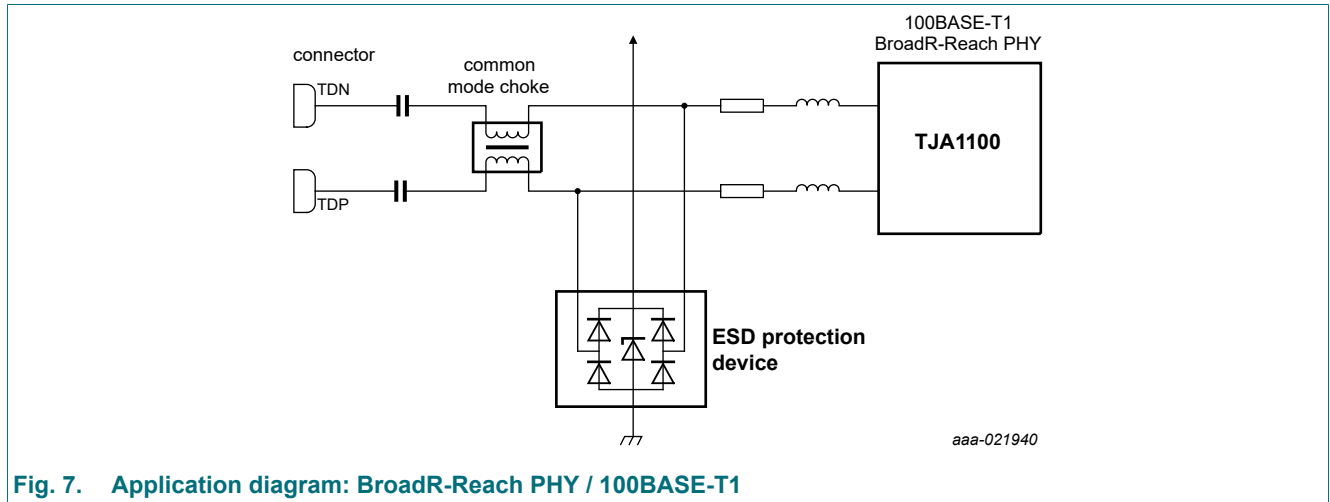 100BASE-T1
BroadR-Reach PHY
connector
common
mode choke
TDN
TJA1100
TDP
ESD protection
device
aaa-021940
Fig. 7. Application diagram: BroadR-Reach PHY / 100BASE-T1